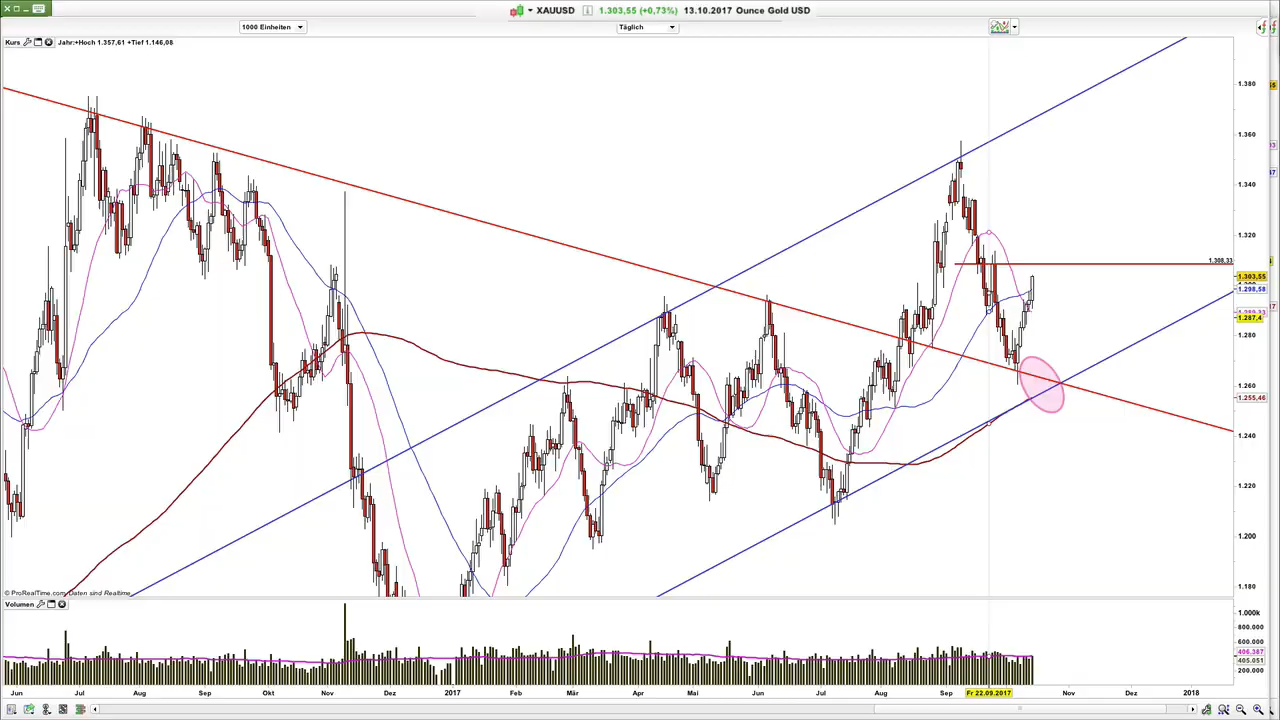 XAUUSD 1.303,55 (+0,73%) 13.10.2017 Ounce Gold USD
1000 Einheiten Täglich
Kurs Jahr:+Hoch 1.357,61 +Tief 1.146,08
1.380
1.360
1.340
1.320
1.308,33
1.303,55
1.298,58
1.287,4
1.280
1.260
1.255,46
1.240
1.220
1.200
1.180
© ProRealTime.com Daten sind Realtime
Volumen
1.000k
800.000
600.000
406.387
405.051
200.000
Jun Jul Aug Sep Okt Nov Dez 2017 Feb Mär Apr Mai Jun Jul Aug Sep Fr 22.09.2017 Nov Dez 2018